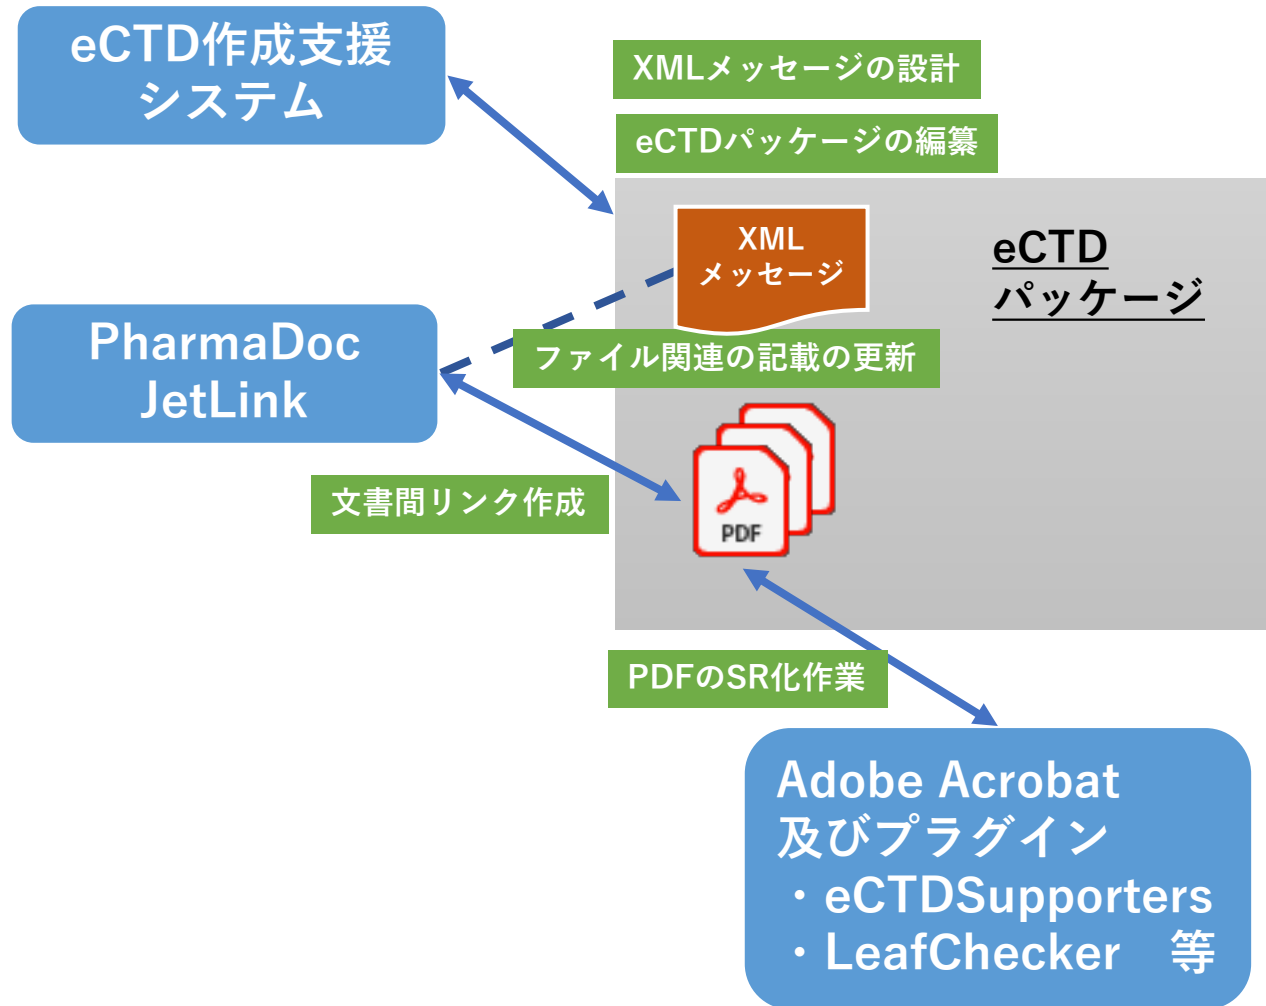 eCTD作成支援
システム
XMLメッセージの設計
eCTDパッケージの編纂
XML
メッセージ
eCTD
パッケージ
PharmaDoc
JetLink
ファイル関連の記載の更新
文書間リンク作成
PDF
PDFのSR化作業
Adobe Acrobat
及びプラグイン
・eCTDSupporters
・LeafChecker　等